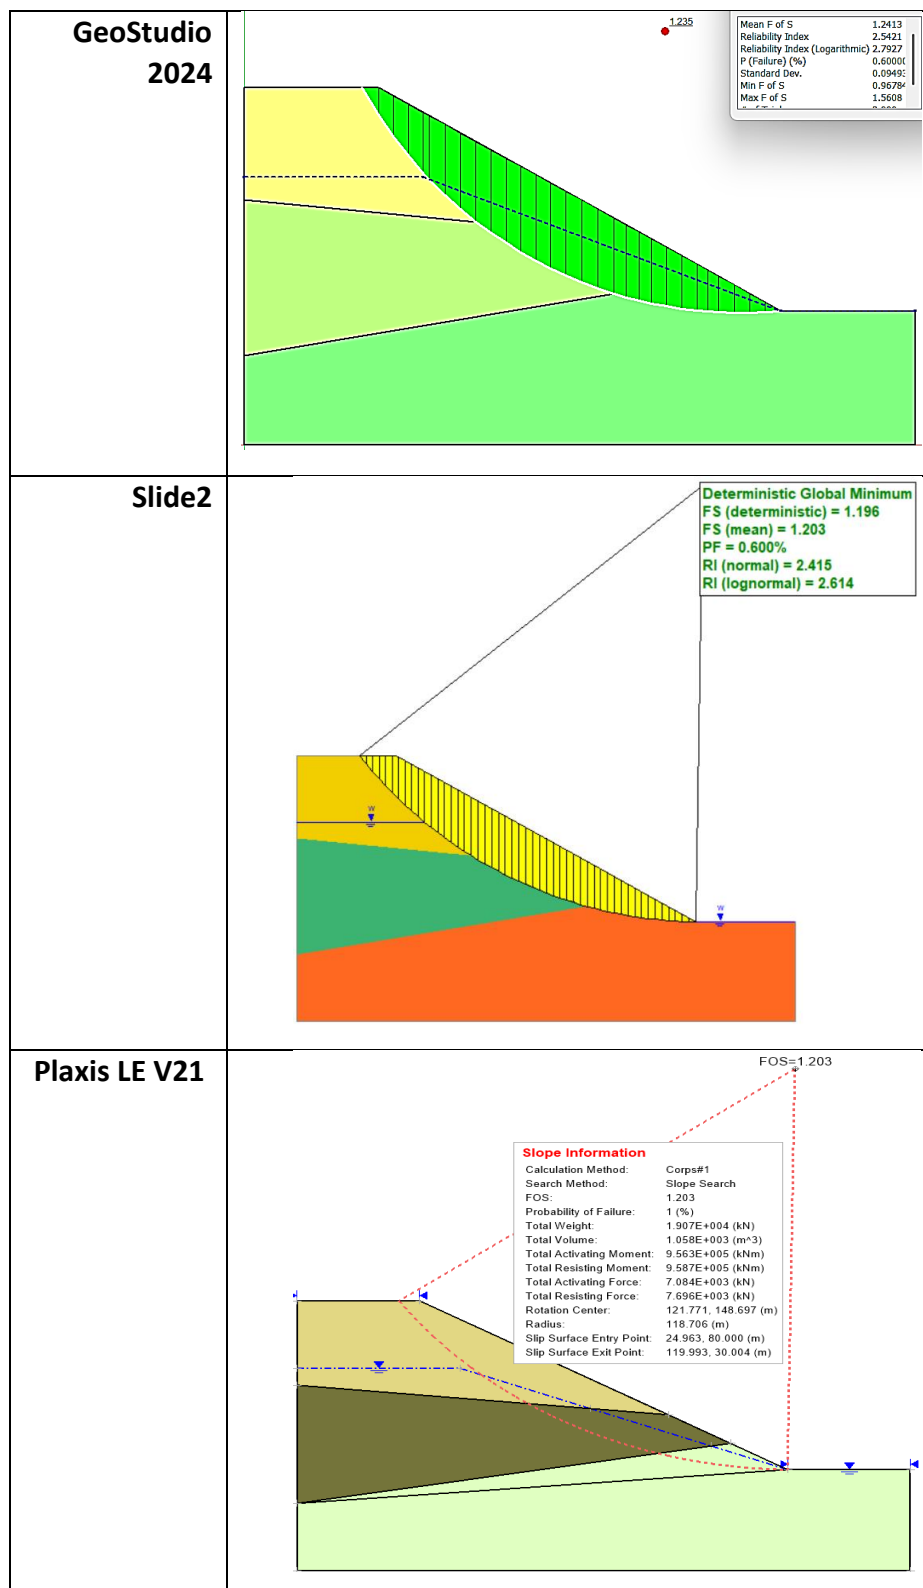 GeoStudio
2024
1.235
Mean F of S 1.2413
Reliability Index 2.5421
Reliability Index (Logarithmic) 2.7927
P (Failure) (%) 0.6000
Standard Dev. 0.0949
Min F of S 0.9678
Max F of S 1.5608
Slide2
Deterministic Global Minimum
FS (deterministic) = 1.196
FS (mean) = 1.203
PF = 0.600%
RI (normal) = 2.415
RI (lognormal) = 2.614
W
W
Plaxis LE V21
FOS=1.203
Slope Information
Calculation Method: Corps#1
Search Method: Slope Search
FOS: 1.203
Probability of Failure: 1 (%)
Total Weight: 1.907E+004 (kN)
Total Volume: 1.058E+003 (m^3)
Total Activating Moment: 9.563E+005 (kNm)
Total Resisting Moment: 9.587E+005 (kNm)
Total Activating Force: 7.084E+003 (kN)
Total Resisting Force: 7.696E+003 (kN)
Rotation Center: 121.771, 148.697 (m)
Radius: 118.706 (m)
Slip Surface Entry Point: 24.963, 80.000 (m)
Slip Surface Exit Point: 119.993, 30.004 (m)